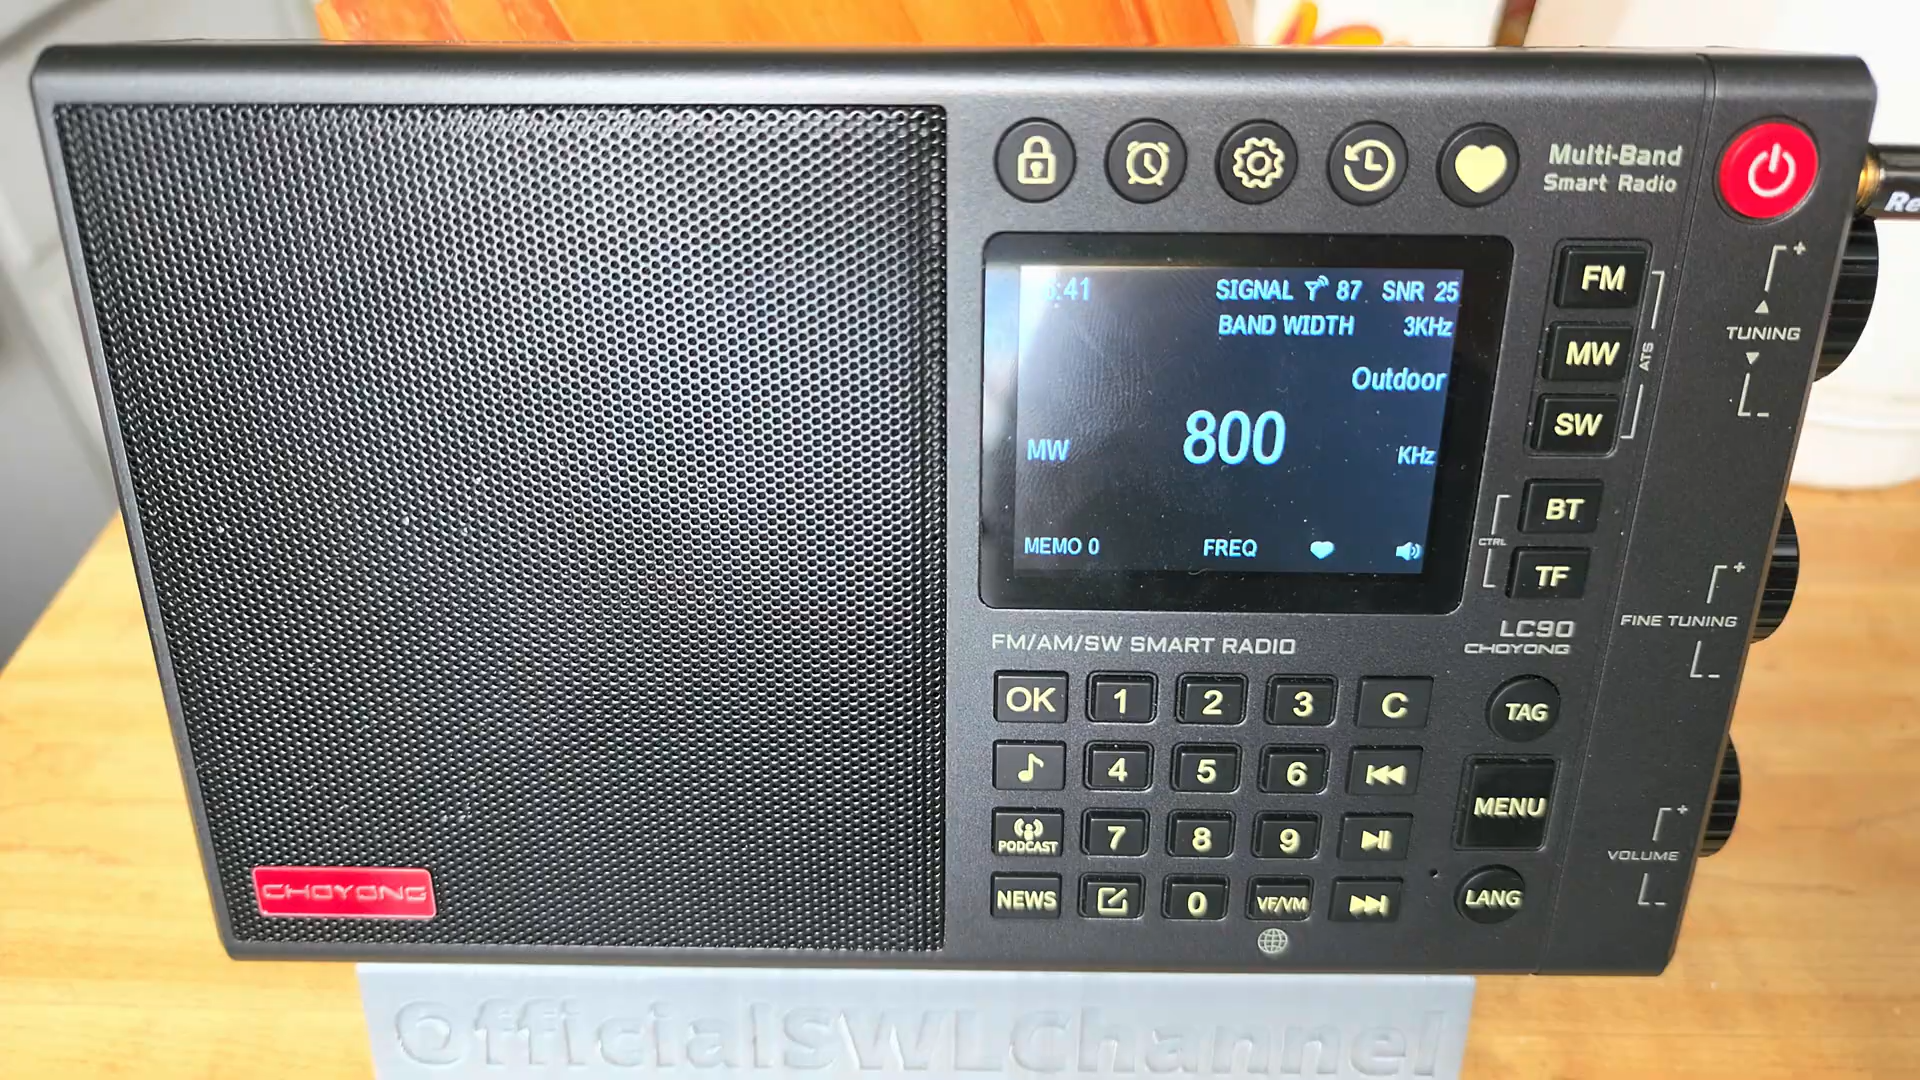 Multi-Band
Smart Radio
:41
SIGNAL 87 SNR 25
BAND WIDTH 3KHz
Outdoor
MW 800 KHz
MEMO 0 FREQ
FM
MW
SW
ATS
BT
TF
CTRL
TUNING
+
-
FINE TUNING
+
-
VOLUME
+
-
LC90
CHOYONG
FM/AM/SW SMART RADIO
OK 1 2 3 C
4 5 6
PODCAST 7 8 9
NEWS 0 VF/VM
TAG
MENU
LANG
CHOYONG
OfficialSWLChannel